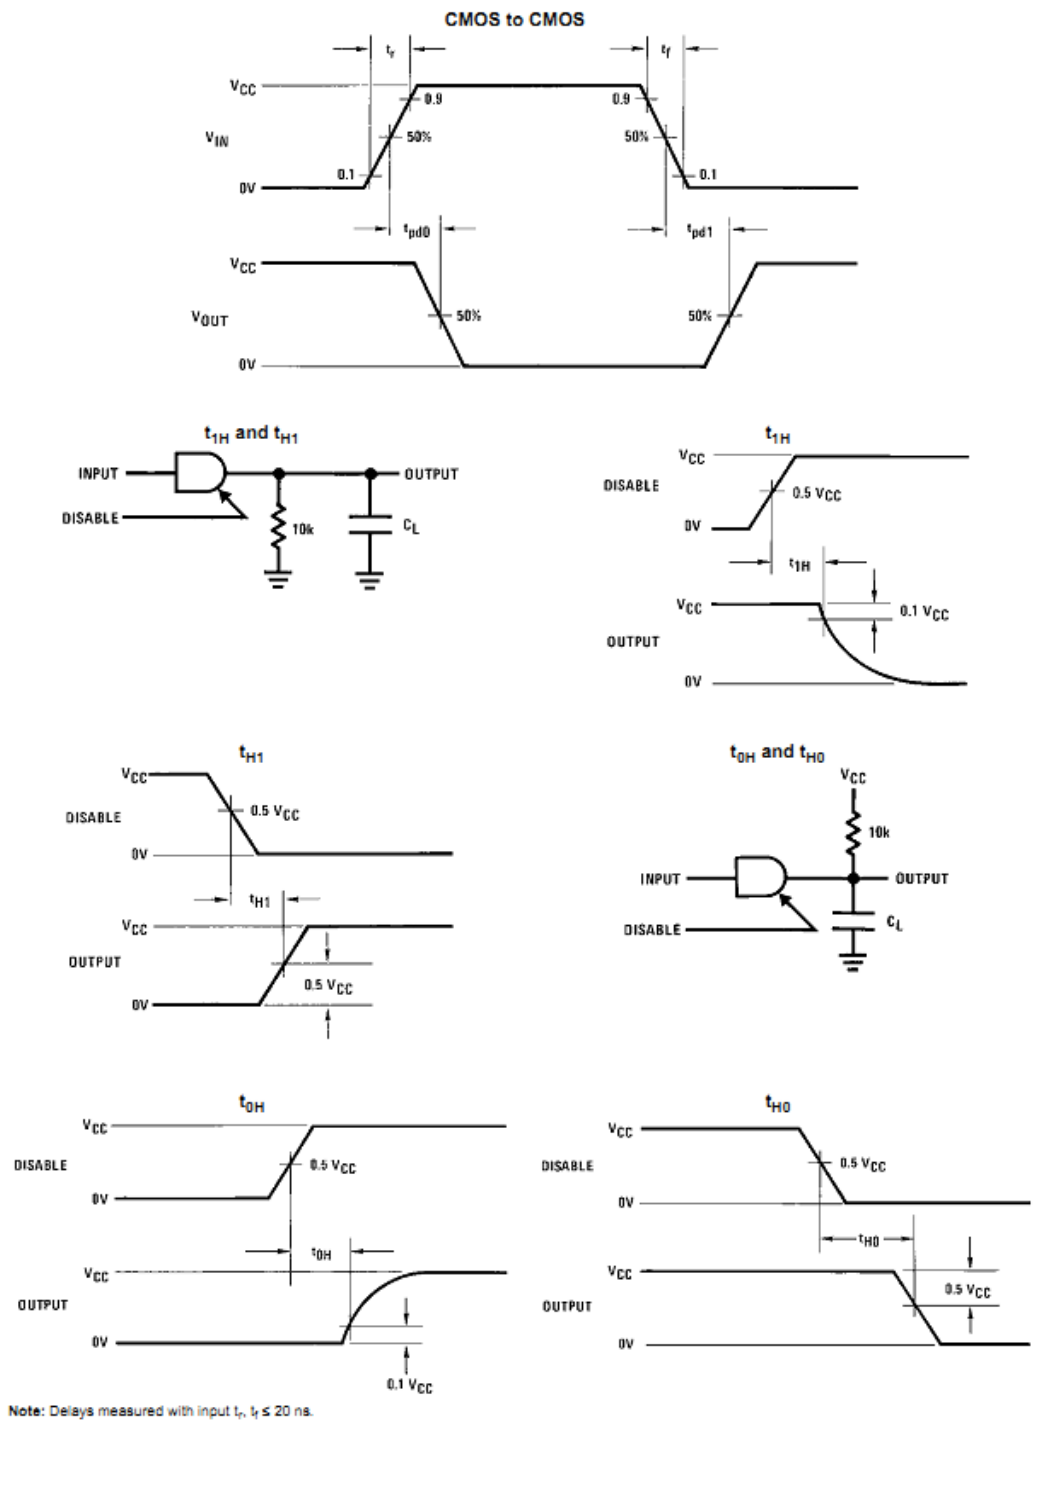 CMOS to CMOS
tr
tf
VCC
0.9
0.9
VIN
50%
50%
0.1
0.1
0V
tpd0
tpd1
VCC
VOUT
50%
50%
0V
t1H and tH1
INPUT
OUTPUT
DISABLE
10k
CL
t1H
VCC
DISABLE
0.5 VCC
0V
t1H
VCC
0.1 VCC
OUTPUT
0V
tH1
VCC
DISABLE
0.5 VCC
0V
tH1
VCC
OUTPUT
0.5 VCC
0V
t0H and tH0
VCC
10k
INPUT
OUTPUT
DISABLE
CL
t0H
VCC
DISABLE
0.5 VCC
0V
t0H
VCC
OUTPUT
0V
0.1 VCC
tH0
VCC
DISABLE
0.5 VCC
0V
tH0
VCC
0.5 VCC
OUTPUT
0V
Note: Delays measured with input tr, tf ≤ 20 ns.